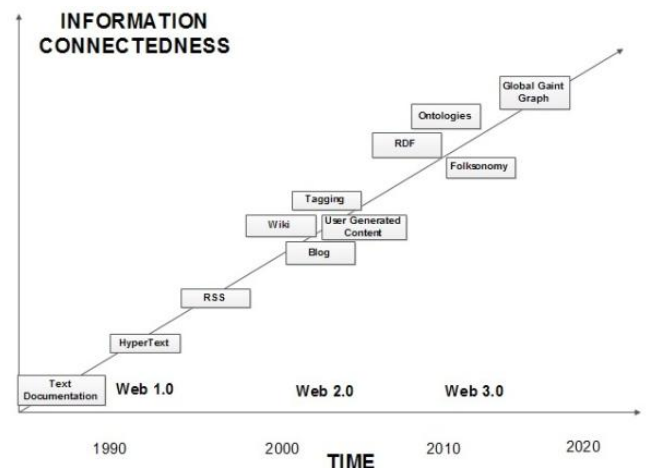 INFORMATION
CONNECTEDNESS
Global Gaint
Graph
Ontologies
RDF
Folksonomy
Tagging
Wiki
User Generated
Content
Blog
RSS
HyperText
Text
Documentation
Web 1.0
Web 2.0
Web 3.0
1990
2000
2010
2020
TIME